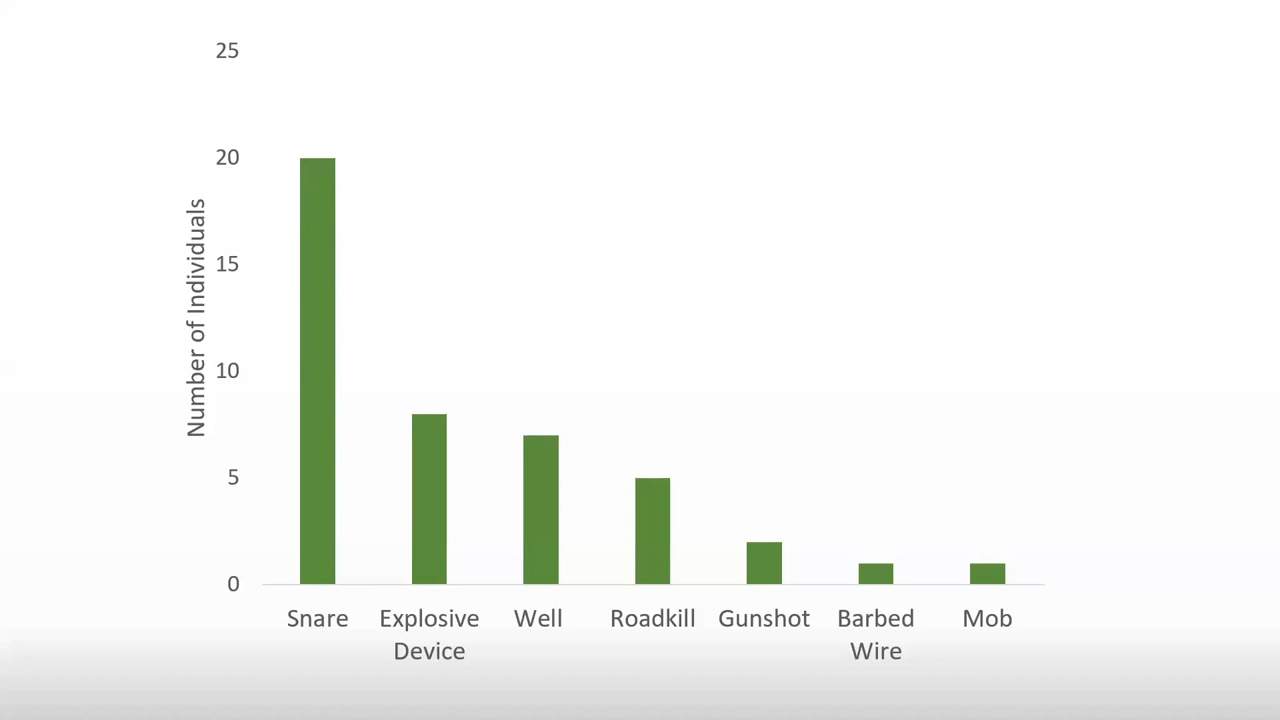 25
20
15
10
5
0
Number of Individuals
Snare
Explosive
Device
Well
Roadkill
Gunshot
Barbed
Wire
Mob